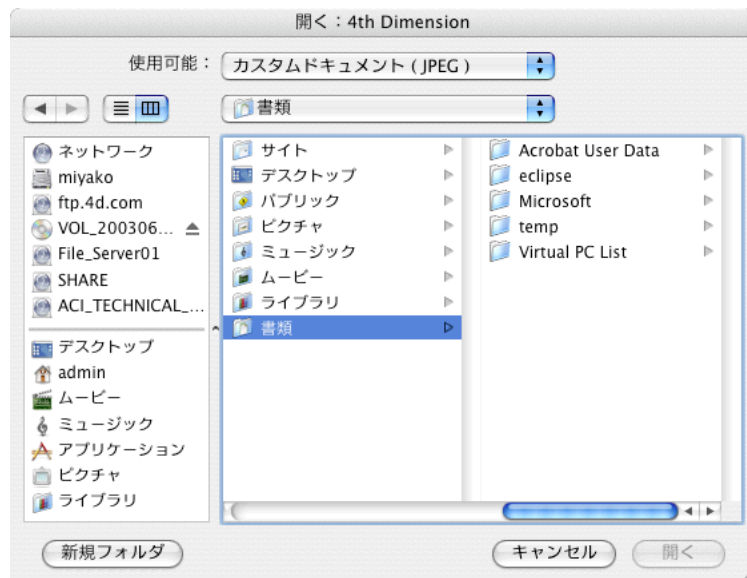 開く：4th Dimension
使用可能：
カスタムドキュメント ( JPEG )
書類
ネットワーク
miyako
ftp.4d.com
VOL_200306...
File_Server01
SHARE
ACI_TECHNICAL_...
デスクトップ
admin
ムービー
ミュージック
アプリケーション
ピクチャ
ライブラリ
サイト
デスクトップ
パブリック
ピクチャ
ミュージック
ムービー
ライブラリ
書類
Acrobat User Data
eclipse
Microsoft
temp
Virtual PC List
新規フォルダ
キャンセル
開く